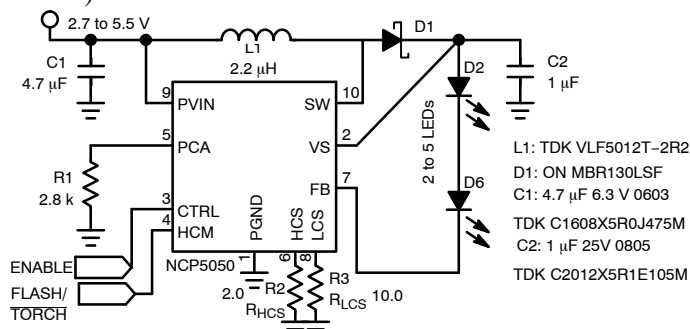 2.7 to 5.5 V
C1
4.7 μF
L1
2.2 μH
D1
D2
C2
1 μF
9
PVIN
SW
10
5
PCA
VS
2
FB
7
2 to 5 LEDs
D6
R1
2.8 k
3
CTRL
4
HCM
PGND
HCS
LCS
NCP5050
1
6
8
ENABLE
FLASH/
TORCH
2.0
R2
RHCS
R3
RLCS
10.0
L1: TDK VLF5012T−2R2
D1: ON MBR130LSF
C1: 4.7 μF 6.3 V 0603
TDK C1608X5R0J475M
C2: 1 μF 25V 0805
TDK C2012X5R1E105M